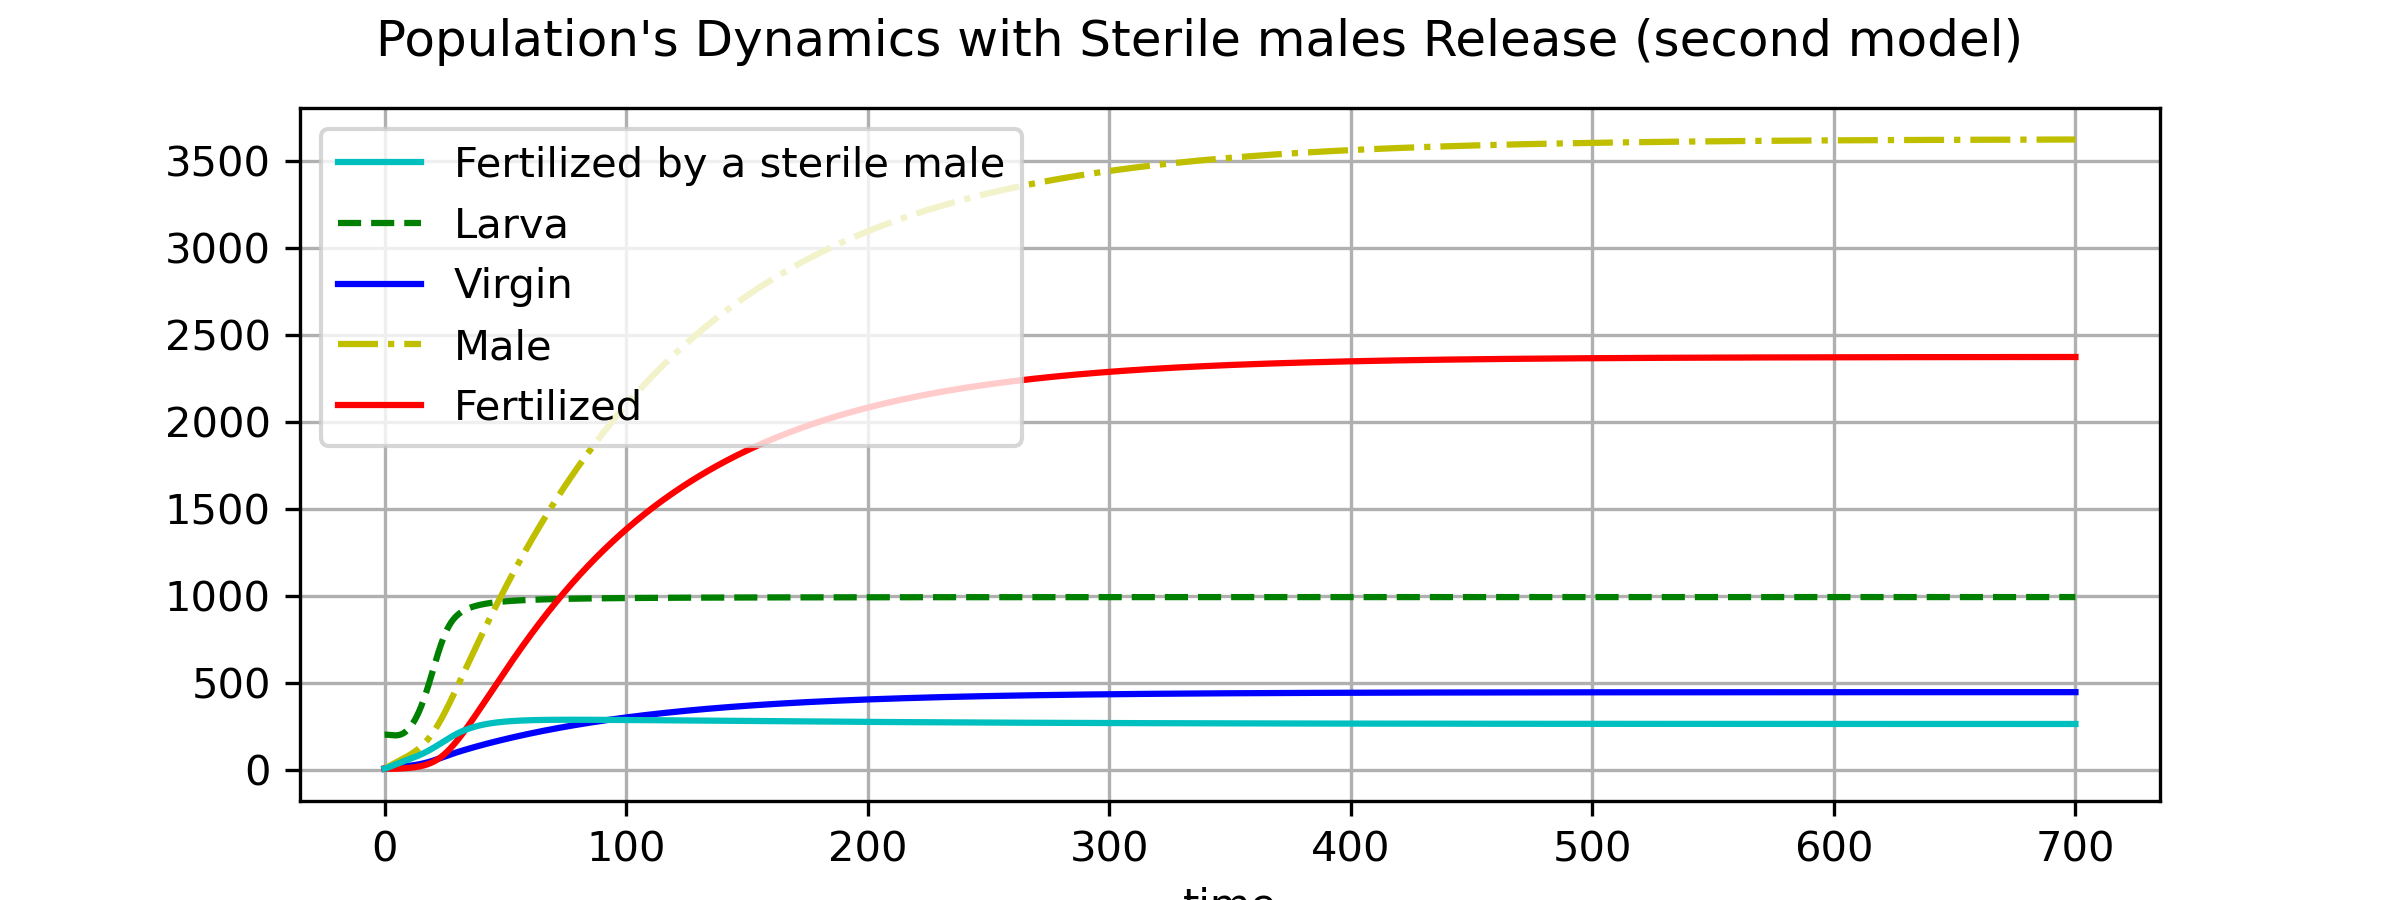 Population's Dynamics with Sterile males Release (second model)
Fertilized by a sterile male
Larva
Virgin
Male
Fertilized
3500
3000
2500
2000
1500
1000
500
0
0 100 200 300 400 500 600 700
time